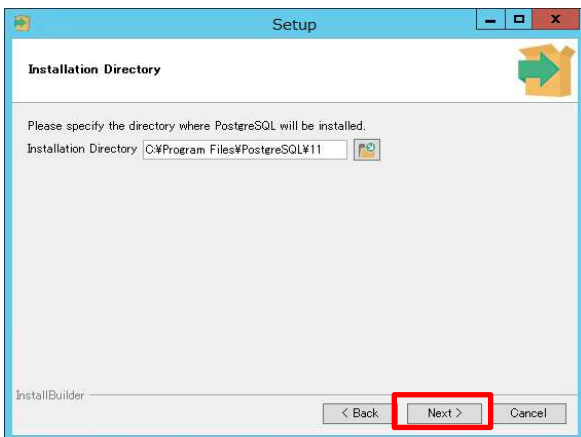 Setup
Installation Directory
Please specify the directory where PostgreSQL will be installed.
Installation Directory C:¥Program Files¥PostgreSQL¥11
InstallBuilder
< Back Next > Cancel